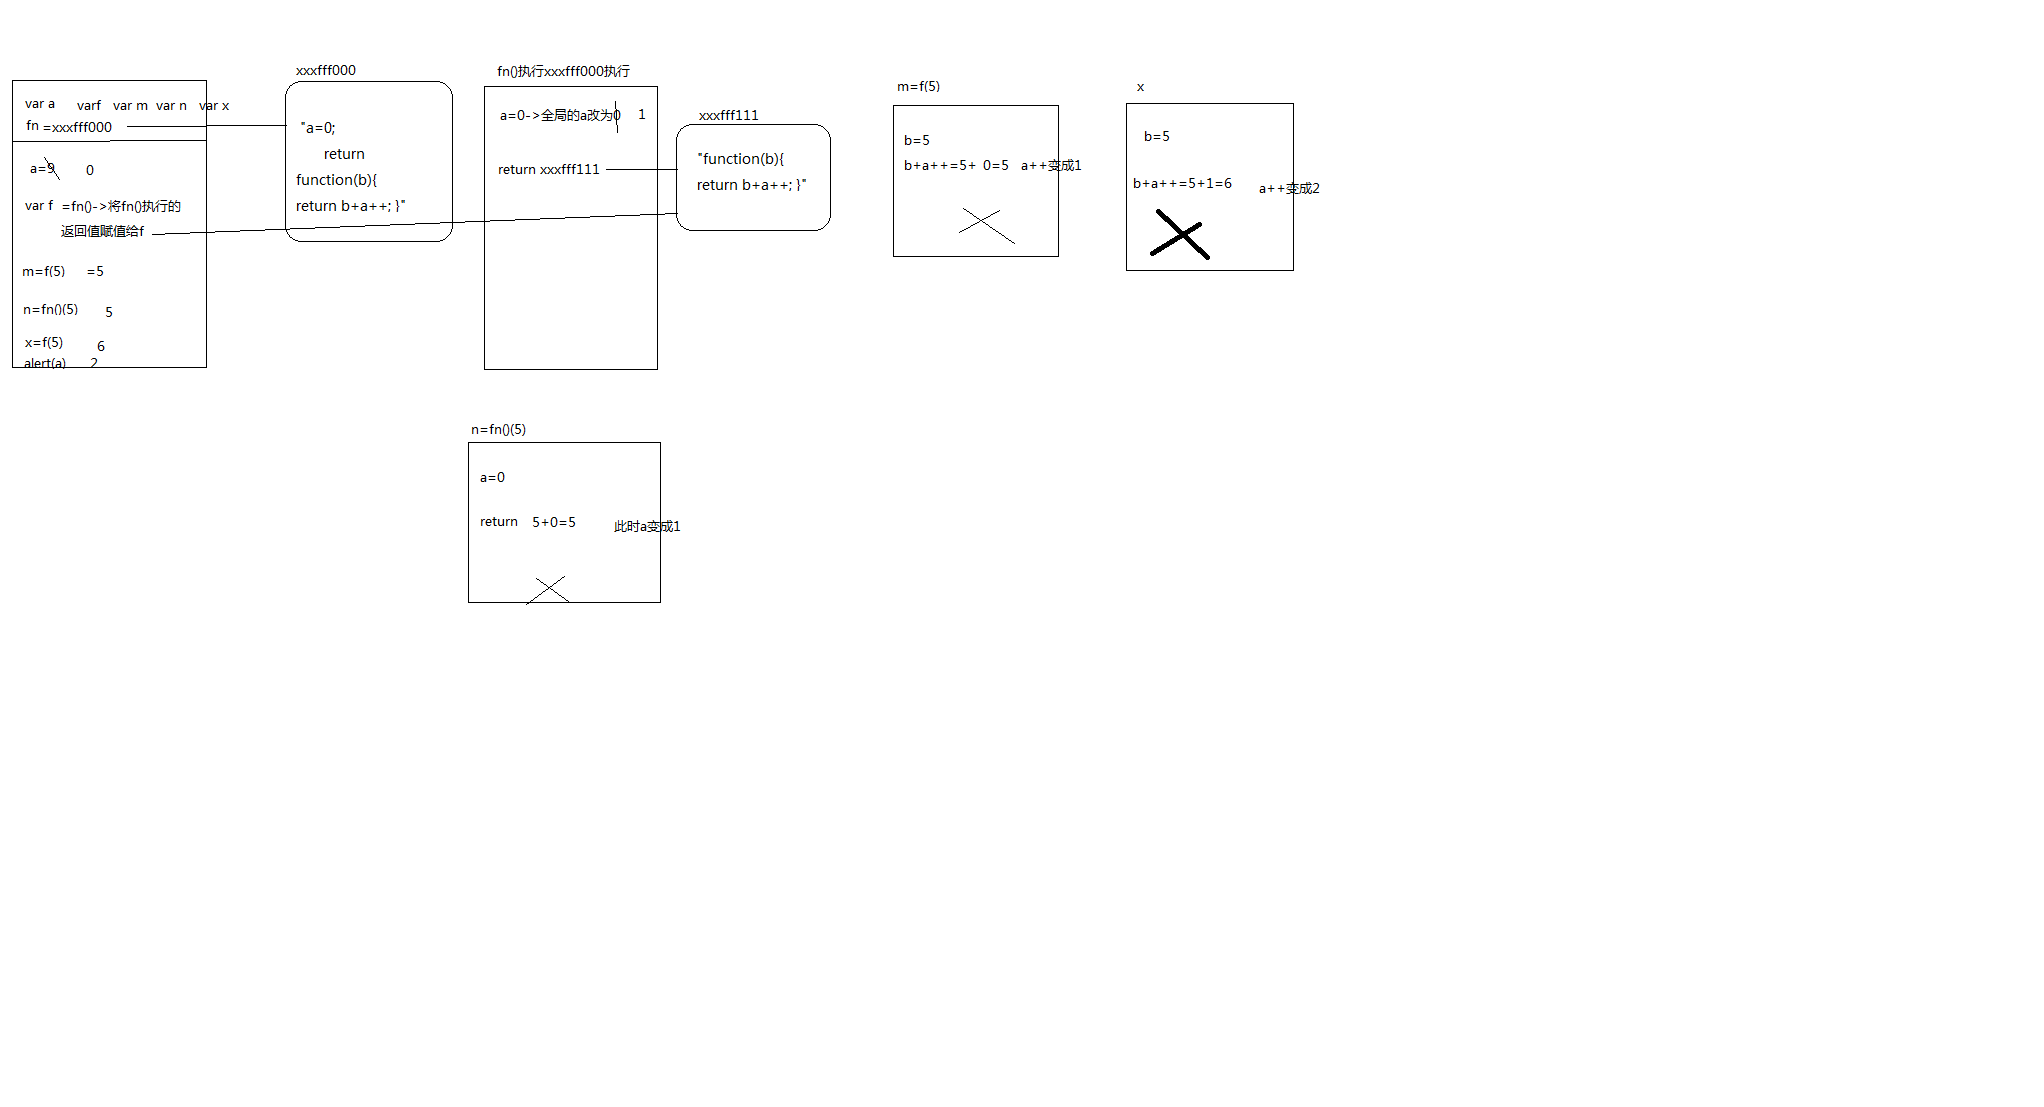 var a varf var m var n var x
fn =xxxfff000
a=9 0
var f =fn()->将fn()执行的
返回值赋值给f
m=f(5) =5
n=fn()(5) 5
x=f(5) 6
alert(a) 2
xxxfff000
"a=0;
return
function(b){
return b+a++; }"
fn()执行xxxfff000执行
a=0->全局的a改为0 1
return xxxfff111
xxxfff111
"function(b){
return b+a++; }"
m=f(5)
b=5
b+a++=5+ 0=5 a++变成1
x
b=5
b+a++=5+1=6 a++变成2
n=fn()(5)
a=0
return 5+0=5 此时a变成1